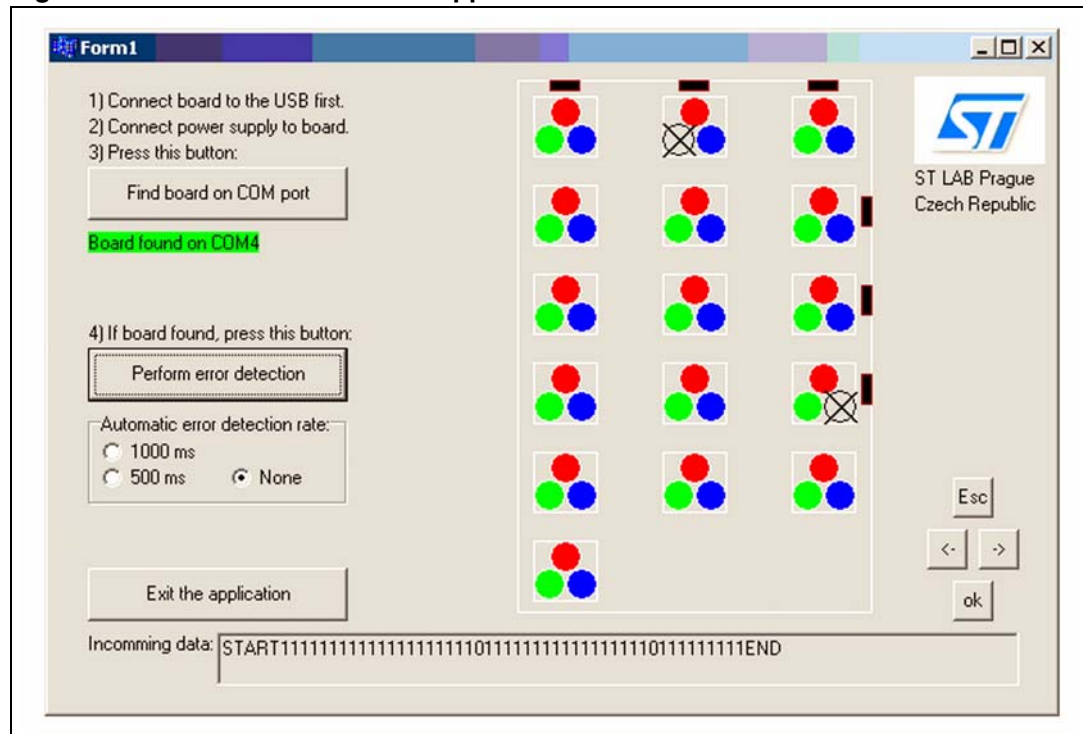 Form1
1) Connect board to the USB first.
2) Connect power supply to board.
3) Press this button:
Find board on COM port
Board found on COM4
4) If board found, press this button:
Perform error detection
Automatic error detection rate:
1000 ms
500 ms
None
Exit the application
ST
ST LAB Prague
Czech Republic
Esc
<-
->
ok
Incomming data:
START111111111111111111110111111111111111110111111111END